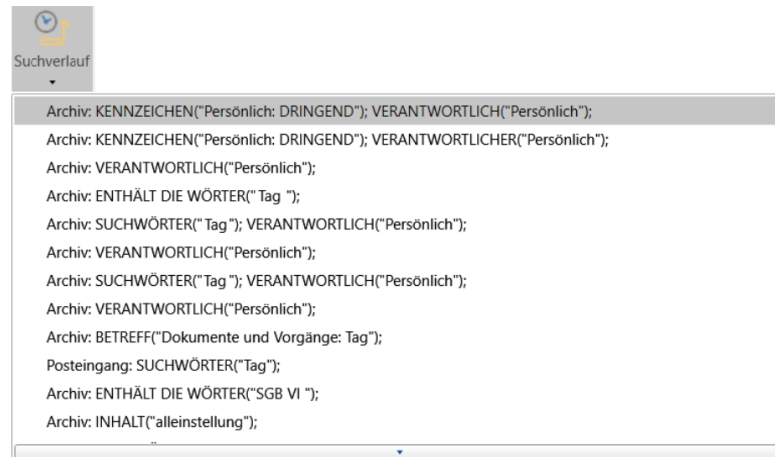 Suchverlauf
Archiv: KENNZEICHEN("Persönlich: DRINGEND"); VERANTWORTLICH("Persönlich");
Archiv: KENNZEICHEN("Persönlich: DRINGEND"); VERANTWORTLICHER("Persönlich");
Archiv: VERANTWORTLICH("Persönlich");
Archiv: ENTHÄLT DIE WÖRTER("Tag ");
Archiv: SUCHWÖRTER("Tag"); VERANTWORTLICH("Persönlich");
Archiv: VERANTWORTLICH("Persönlich");
Archiv: SUCHWÖRTER("Tag"); VERANTWORTLICH("Persönlich");
Archiv: VERANTWORTLICH("Persönlich");
Archiv: BETREFF("Dokumente und Vorgänge: Tag");
Posteingang: SUCHWÖRTER("Tag");
Archiv: ENTHÄLT DIE WÖRTER("SGB VI ");
Archiv: INHALT("alleinstellung");